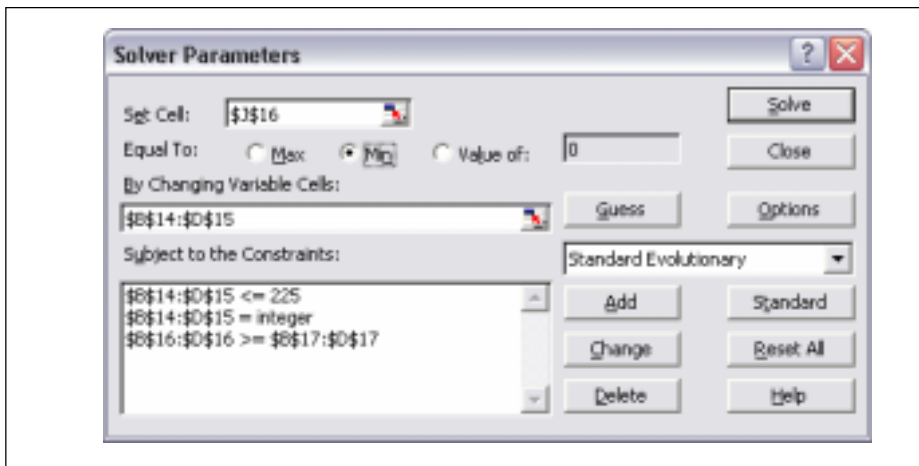 Solver Parameters
?
Set Cell: $J$16
Solve
Equal To: Max Min Value of: 0
Close
By Changing Variable Cells:
$B$14:$D$15
Guess
Options
Subject to the Constraints:
Standard Evolutionary
$B$14:$D$15 <= 225
$B$14:$D$15 = integer
$B$16:$D$16 >= $B$17:$D$17
Add
Standard
Change
Reset All
Delete
Help